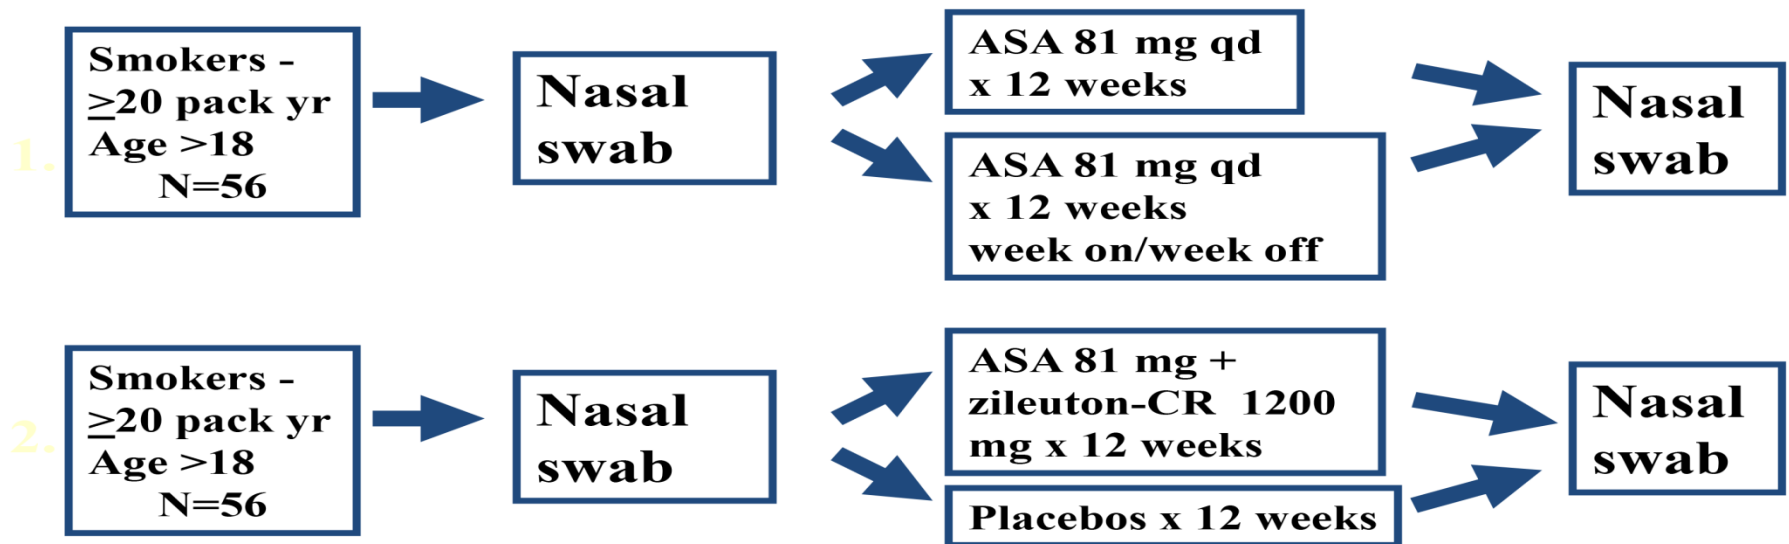 1.
Smokers -
≥20 pack yr
Age >18
N=56
Nasal
swab
ASA 81 mg qd
x 12 weeks
ASA 81 mg qd
x 12 weeks
week on/week off
Nasal
swab
2.
Smokers -
≥20 pack yr
Age >18
N=56
Nasal
swab
ASA 81 mg +
zileuton-CR 1200
mg x 12 weeks
Placebos x 12 weeks
Nasal
swab